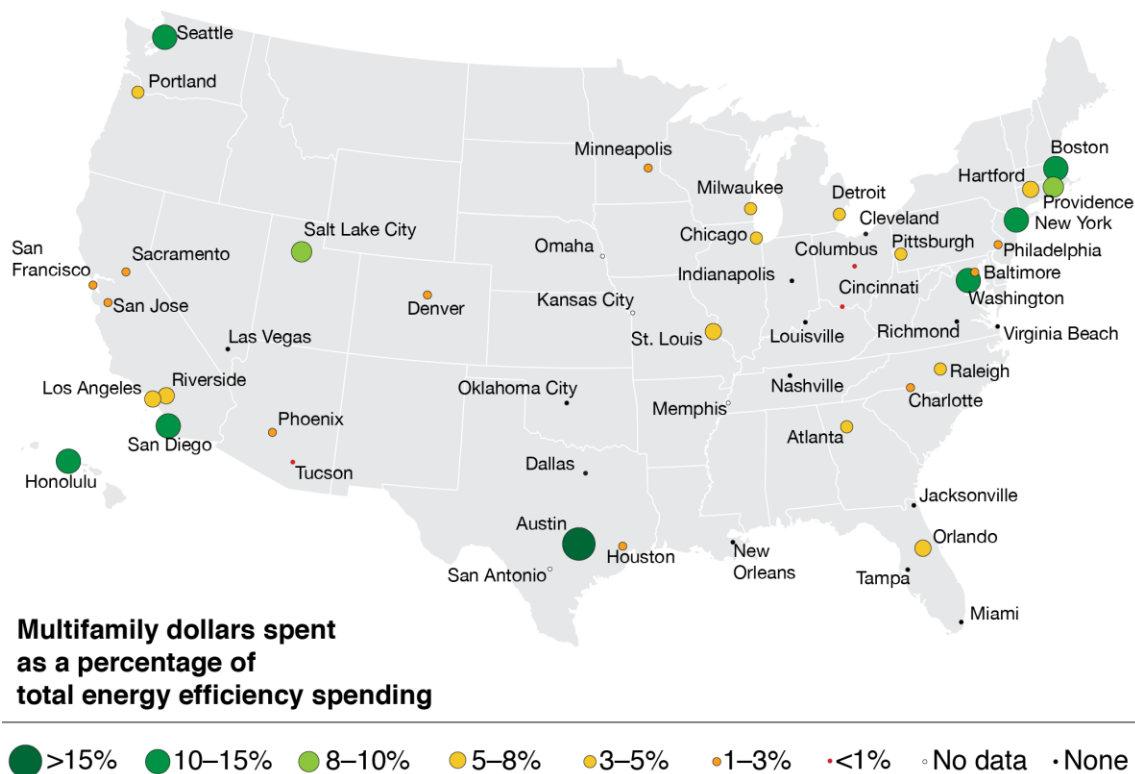 Seattle
Portland
Minneapolis
Boston
Milwaukee
Detroit
Hartford
Providence
Cleveland
New York
Salt Lake City
Chicago
Columbus
Pittsburgh
San
Francisco
Sacramento
Omaha
Philadelphia
Indianapolis
Baltimore
Cincinnati
Kansas City
Washington
San Jose
Denver
St. Louis
Louisville
Richmond
Virginia Beach
Las Vegas
Los Angeles
Riverside
Oklahoma City
Nashville
Raleigh
Memphis
Charlotte
Phoenix
Atlanta
San Diego
Tucson
Dallas
Honolulu
Jacksonville
Austin
Houston
Orlando
New
Orleans
San Antonio
Tampa
Miami
Multifamily dollars spent
as a percentage of
total energy efficiency spending
>15% 10–15% 8–10% 5–8% 3–5% 1–3% <1% No data None